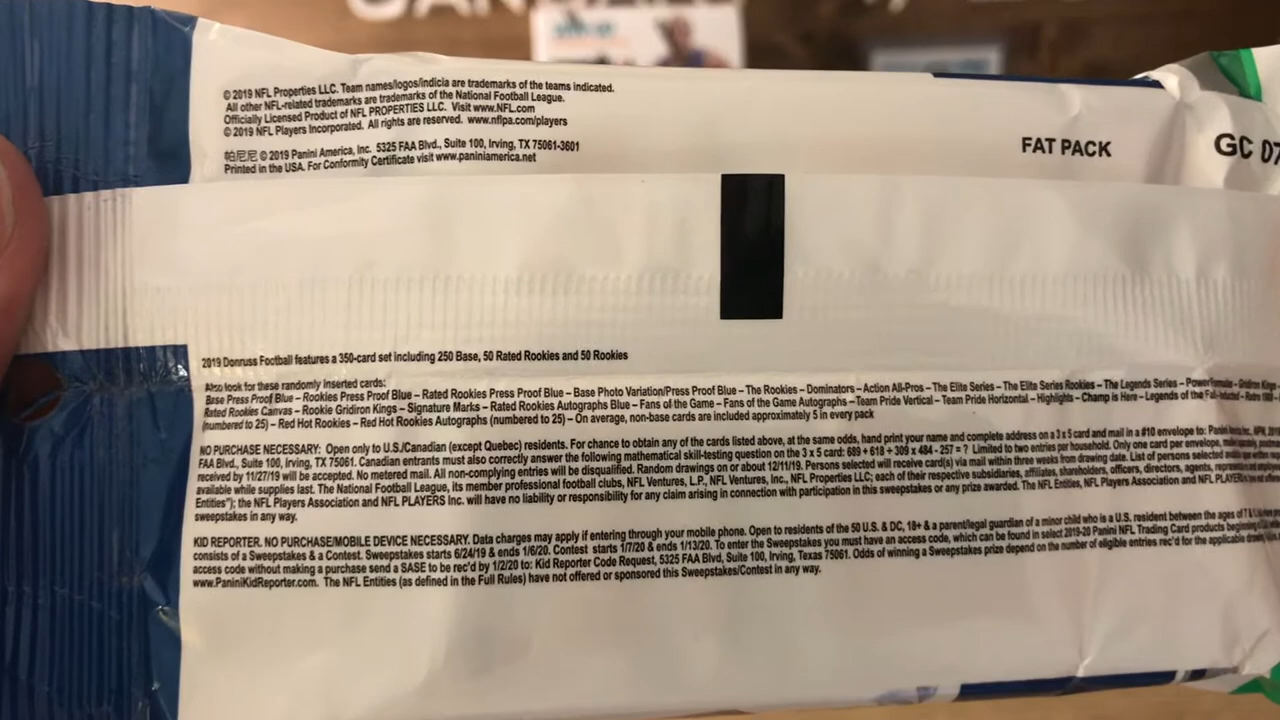 © 2019 NFL Properties LLC. Team names/logos/indicia are trademarks of the teams indicated.
All other NFL-related trademarks are trademarks of the National Football League.
Officially Licensed Product of NFL PROPERTIES LLC. Visit www.NFL.com
© 2019 NFL Players Incorporated. All rights are reserved. www.nflpa.com/players
帕尼尼 © 2019 Panini America, Inc. 5325 FAA Blvd., Suite 100, Irving, TX 75061-3601
Printed in the USA. For Conformity Certificate visit www.paniniamerica.net
FAT PACK
GC 07
2019 Donruss Football features a 350-card set including 250 Base, 50 Rated Rookies and 50 Rookies
Also look for these randomly inserted cards:
Base Press Proof Blue – Rookies Press Proof Blue – Rated Rookies Press Proof Blue – Base Photo Variation/Press Proof Blue – The Rookies – Dominators – Action All-Pros – The Elite Series – The Elite Series Rookies – The Legends Series – Power Formula – Gridiron Kings –
Rated Rookies Canvas – Rookie Gridiron Kings – Signature Marks – Rated Rookies Autographs Blue – Fans of the Game – Fans of the Game Autographs – Team Pride Vertical – Team Pride Horizontal – Highlights – Champ is Here – Legends of the Fall – Retro
(numbered to 25) – Red Hot Rookies – Red Hot Rookies Autographs (numbered to 25) – On average, non-base cards are included approximately 5 in every pack
NO PURCHASE NECESSARY: Open only to U.S./Canadian (except Quebec) residents. For chance to obtain any of the cards listed above, at the same odds, hand print your name and complete address on a 3 x 5 card and mail in a #10 envelope to: Panini
FAA Blvd., Suite 100, Irving, TX 75061. Canadian entrants must also correctly answer the following mathematical skill-testing question on the 3 x 5 card: 689 + 618 + 309 x 484 - 257 = ? Limited to two entries per household. Only one card per envelope,
received by 11/27/19 will be accepted. No metered mail. All non-complying entries will be disqualified. Random drawings on or about 12/11/19. Persons selected will receive card(s) via mail within three weeks from drawing date. List of persons selected
available while supplies last. The National Football League, its member professional football clubs, NFL Ventures, L.P., NFL Ventures, Inc., NFL Properties LLC; each of their respective subsidiaries, affiliates, shareholders, officers, directors, agents,
Entities"); the NFL Players Association and NFL PLAYERS Inc. will have no liability or responsibility for any claim arising in connection with participation in this sweepstakes or any prize awarded. The NFL Entities, NFL Players Association and NFL PLAYERS
sweepstakes in any way.
KID REPORTER. NO PURCHASE/MOBILE DEVICE NECESSARY. Data charges may apply if entering through your mobile phone. Open to residents of the 50 U.S. & DC, 18+ & a parent/legal guardian of a minor child who is a U.S. resident between the ages of 7 &
consists of a Sweepstakes & a Contest. Sweepstakes starts 6/24/19 & ends 1/6/20. Contest starts 1/7/20 & ends 1/13/20. To enter the Sweepstakes you must have an access code, which can be found in select 2019-20 Panini NFL Trading Card products beginning
access code without making a purchase send a SASE to be rec'd by 1/2/20 to: Kid Reporter Code Request, 5325 FAA Blvd, Suite 100, Irving, Texas 75061. Odds of winning a Sweepstakes prize depend on the number of eligible entries rec'd for the applicable
www.PaniniKidReporter.com. The NFL Entities (as defined in the Full Rules) have not offered or sponsored this Sweepstakes/Contest in any way.